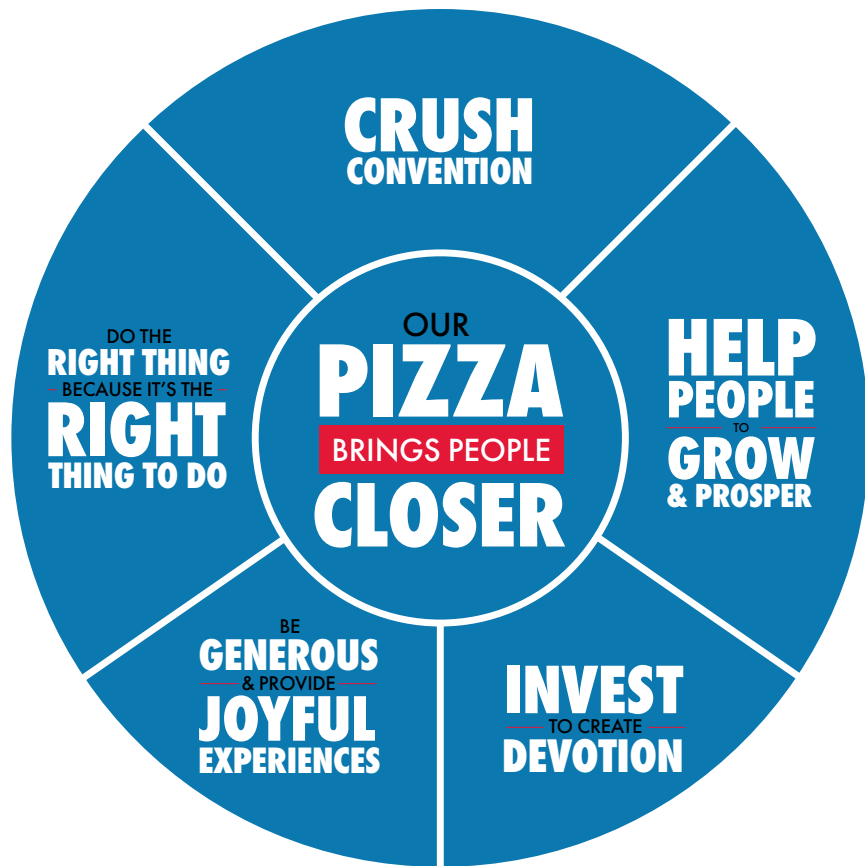 CRUSH
CONVENTION
OUR
PIZZA
BRINGS PEOPLE
CLOSER
HELP
PEOPLE
TO
GROW
& PROSPER
INVEST
TO CREATE
DEVOTION
BE
GENEROUS
& PROVIDE
JOYFUL
EXPERIENCES
DO THE
RIGHT THING
BECAUSE IT'S THE
RIGHT
THING TO DO